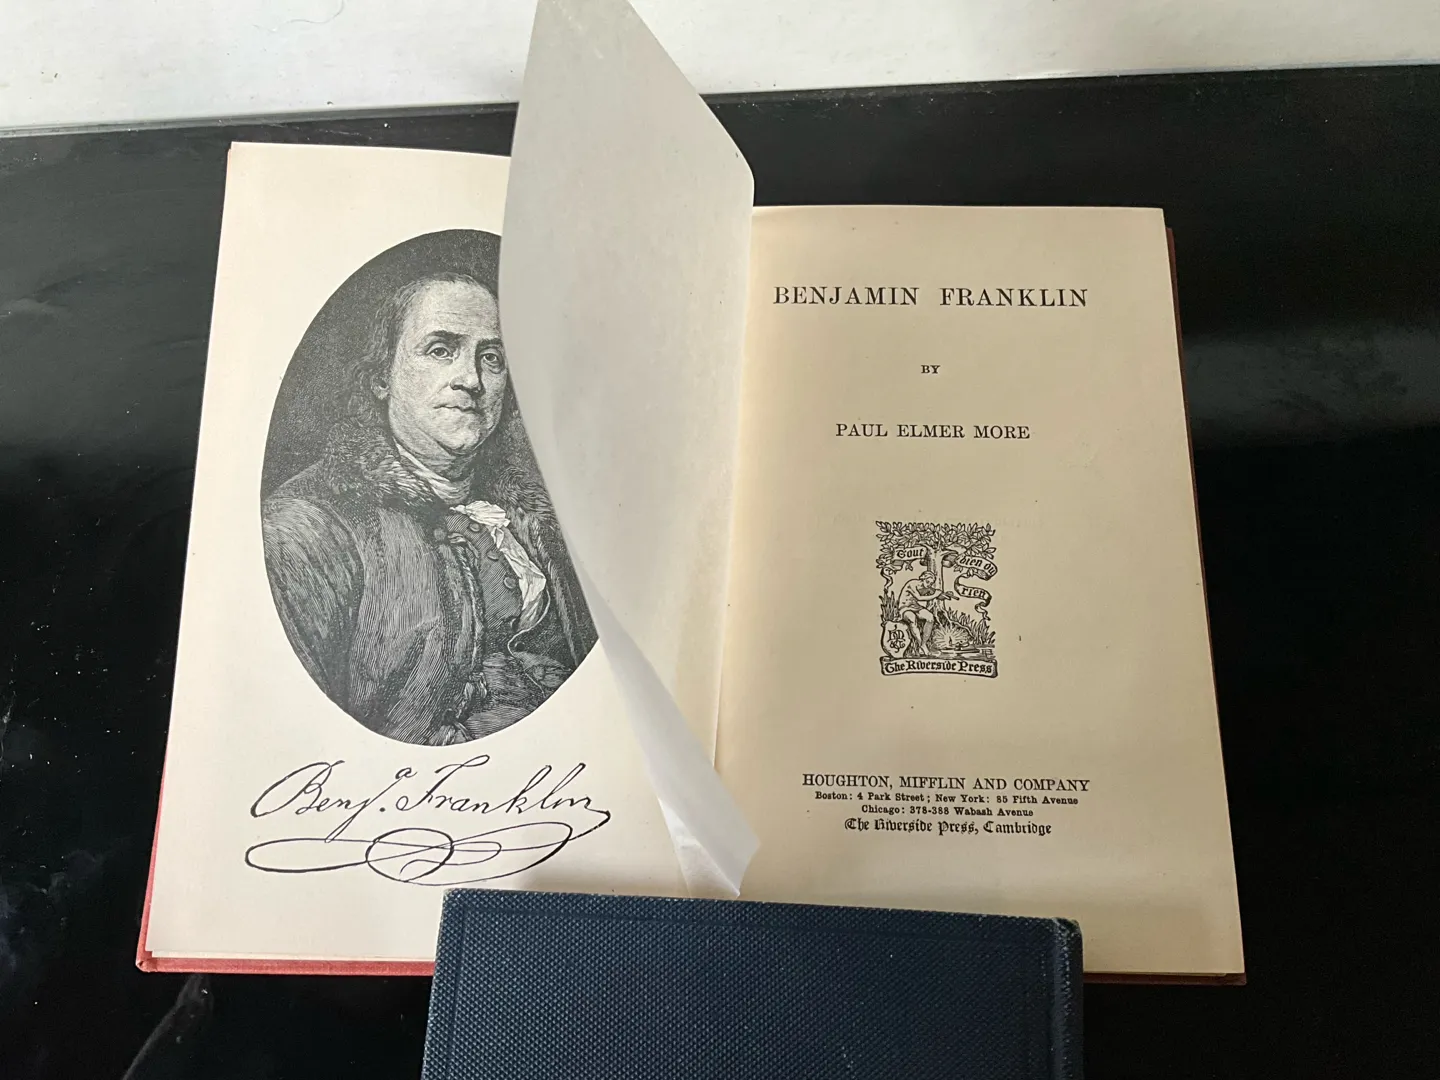 Benjᵃ. Franklin
BENJAMIN FRANKLIN
BY
PAUL ELMER MORE
Tout
bien ou
rien
The Riverside Press
HOUGHTON, MIFFLIN AND COMPANY
Boston: 4 Park Street; New York: 85 Fifth Avenue
Chicago: 378-388 Wabash Avenue
The Riverside Press, Cambridge